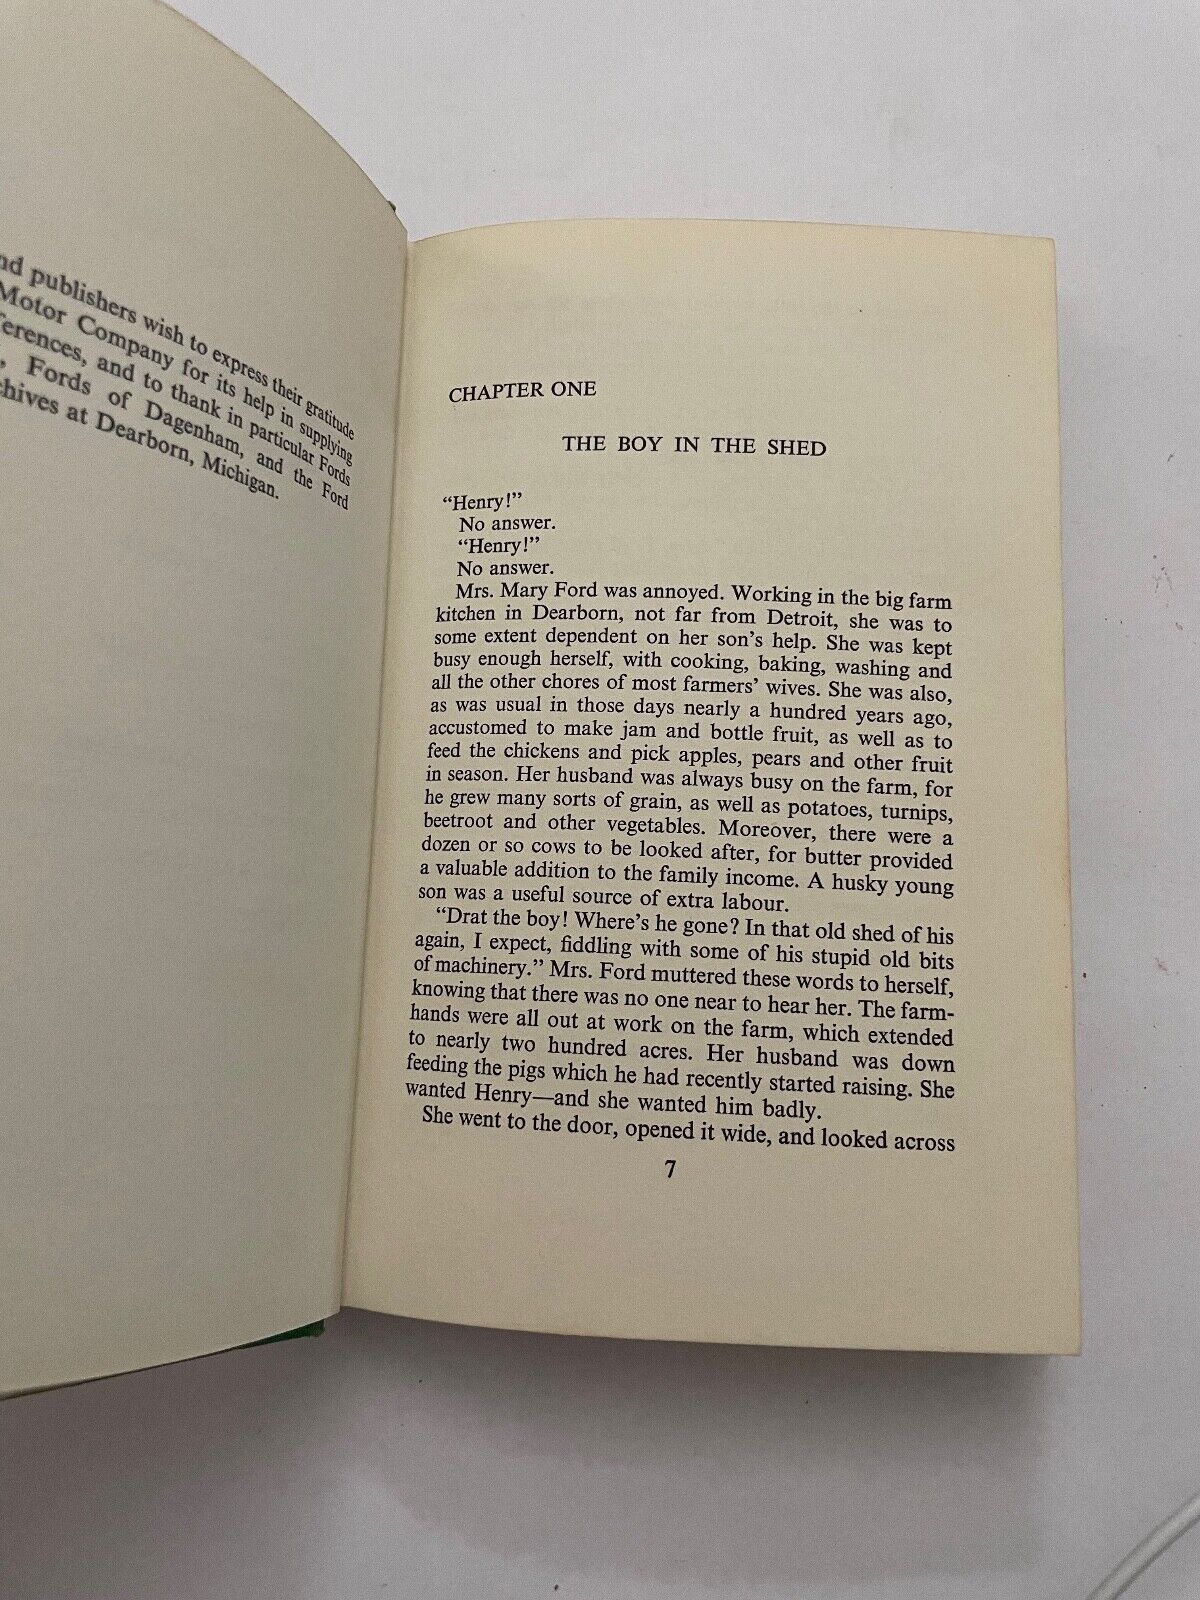 nd publishers wish to express their gratitude
Motor Company for its help in supplying
ferences, and to thank in particular Fords
, Fords of Dagenham, and the Ford
chives at Dearborn, Michigan.
CHAPTER ONE
THE BOY IN THE SHED
“Henry!”
No answer.
“Henry!”
No answer.
Mrs. Mary Ford was annoyed. Working in the big farm
kitchen in Dearborn, not far from Detroit, she was to
some extent dependent on her son’s help. She was kept
busy enough herself, with cooking, baking, washing and
all the other chores of most farmers’ wives. She was also,
as was usual in those days nearly a hundred years ago,
accustomed to make jam and bottle fruit, as well as to
feed the chickens and pick apples, pears and other fruit
in season. Her husband was always busy on the farm, for
he grew many sorts of grain, as well as potatoes, turnips,
beetroot and other vegetables. Moreover, there were a
dozen or so cows to be looked after, for butter provided
a valuable addition to the family income. A husky young
son was a useful source of extra labour.
“Drat the boy! Where’s he gone? In that old shed of his
again, I expect, fiddling with some of his stupid old bits
of machinery.” Mrs. Ford muttered these words to herself,
knowing that there was no one near to hear her. The farm-
hands were all out at work on the farm, which extended
to nearly two hundred acres. Her husband was down
feeding the pigs which he had recently started raising. She
wanted Henry—and she wanted him badly.
She went to the door, opened it wide, and looked across
7